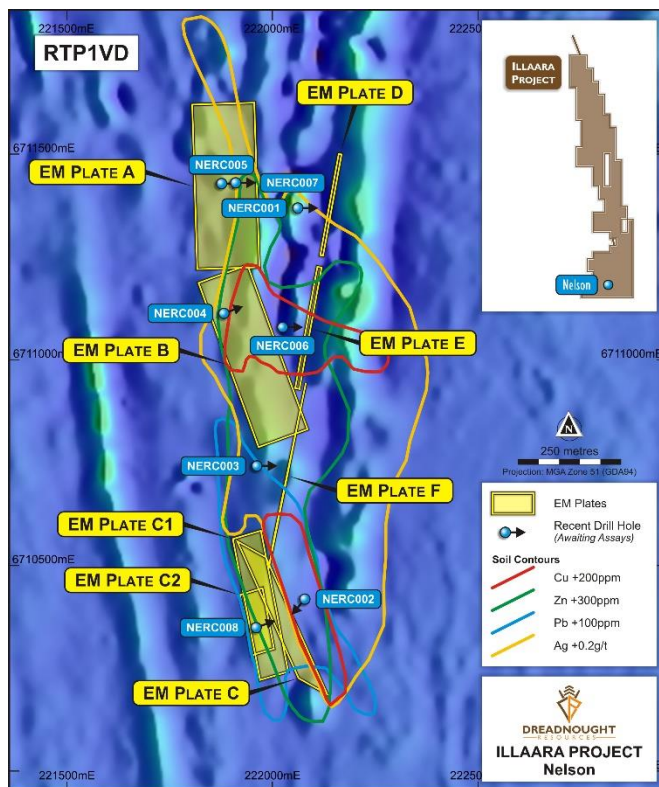 221500mE
222000mE
22250
RTP1VD
ILLAARA
PROJECT
Nelson
EM PLATE D
6711500mE
EM PLATE A
NERC005
NERC007
NERC001
NERC004
NERC006
EM PLATE B
EM PLATE E
6711000mE
6711000mE
N
250 metres
Projection: MGA Zone 51 (GDA94)
NERC003
EM PLATE F
EM PLATE C1
6710500mE
EM PLATE C2
NERC002
NERC008
EM PLATE C
EM Plates
Recent Drill Hole
(Awaiting Assays)
Soil Contours
Cu +200ppm
Zn +300ppm
Pb +100ppm
Ag +0.2g/t
DREADNOUGHT
RESOURCES
ILLAARA PROJECT
Nelson
221500mE
222000mE
22250